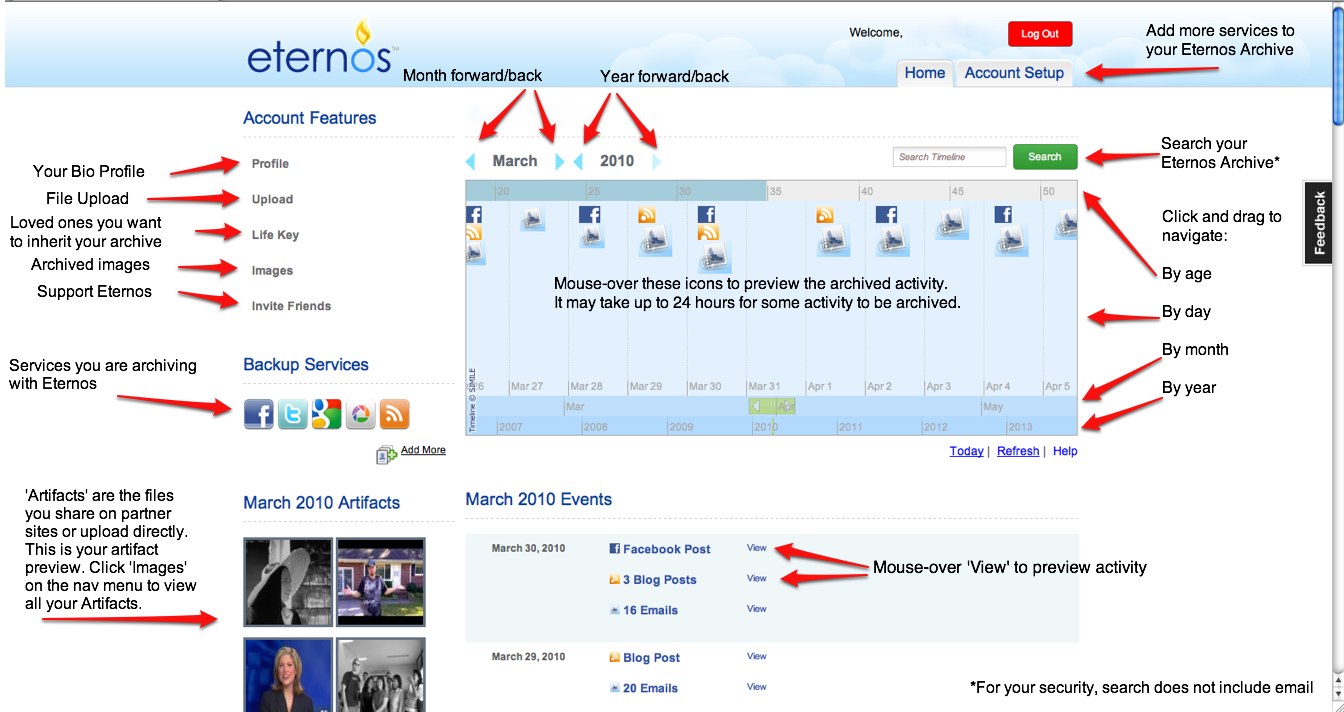 eternos™
Welcome,
Log Out
Add more services to
your Eternos Archive
Home
Account Setup
Month forward/back
Year forward/back
Account Features
March
2010
Search Timeline
Search
Search your
Eternos Archive*
Your Bio Profile
Profile
File Upload
Upload
Loved ones you want
to inherit your archive
Life Key
Archived images
Images
Support Eternos
Invite Friends
20
25
30
35
40
45
50
Feedback
Click and drag to
navigate:
By age
By day
By month
By year
Mouse-over these icons to preview the archived activity.
It may take up to 24 hours for some activity to be archived.
Services you are archiving
with Eternos
Backup Services
Timeline © SIMILE
26
Mar 27
Mar 28
Mar 29
Mar 30
Mar 31
Apr 1
Apr 2
Apr 3
Apr 4
Apr 5
Mar
Apr
May
2007
2008
2009
2010
2011
2012
2013
Add More
Today | Refresh | Help
'Artifacts' are the files
you share on partner
sites or upload directly.
This is your artifact
preview. Click 'Images'
on the nav menu to view
all your Artifacts.
March 2010 Artifacts
March 2010 Events
March 30, 2010
Facebook Post
View
3 Blog Posts
View
16 Emails
View
Mouse-over 'View' to preview activity
March 29, 2010
Blog Post
View
20 Emails
View
*For your security, search does not include email